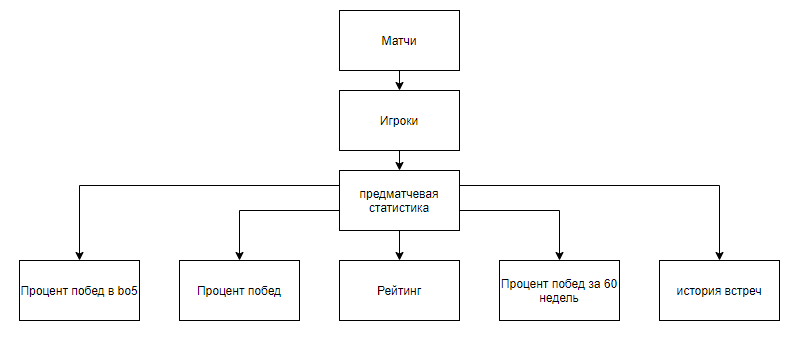 Матчи
Игроки
предматчевая
статистика
Процент побед в bo5
Процент побед
Рейтинг
Процент побед за 60
недель
история встреч